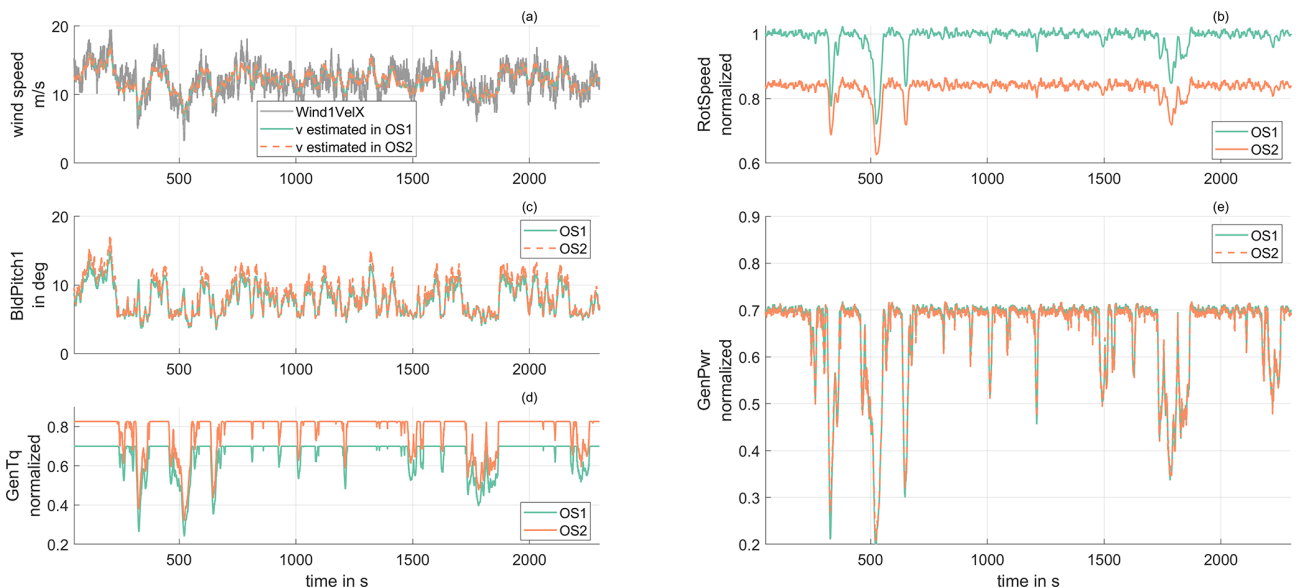 (a)
20
10
0
wind speed
m/s
Wind1VelX
v estimated in OS1
v estimated in OS2
500 1000 1500 2000
(b)
1
0.8
0.6
RotSpeed
normalized
OS1
OS2
500 1000 1500 2000
(c)
20
10
0
BldPitch1
in deg
OS1
OS2
500 1000 1500 2000
(d)
0.8
0.6
0.4
0.2
GenTq
normalized
OS1
OS2
500 1000 1500 2000
time in s
(e)
0.9
0.8
0.7
0.6
0.5
0.4
0.3
0.2
GenPwr
normalized
OS1
OS2
500 1000 1500 2000
time in s